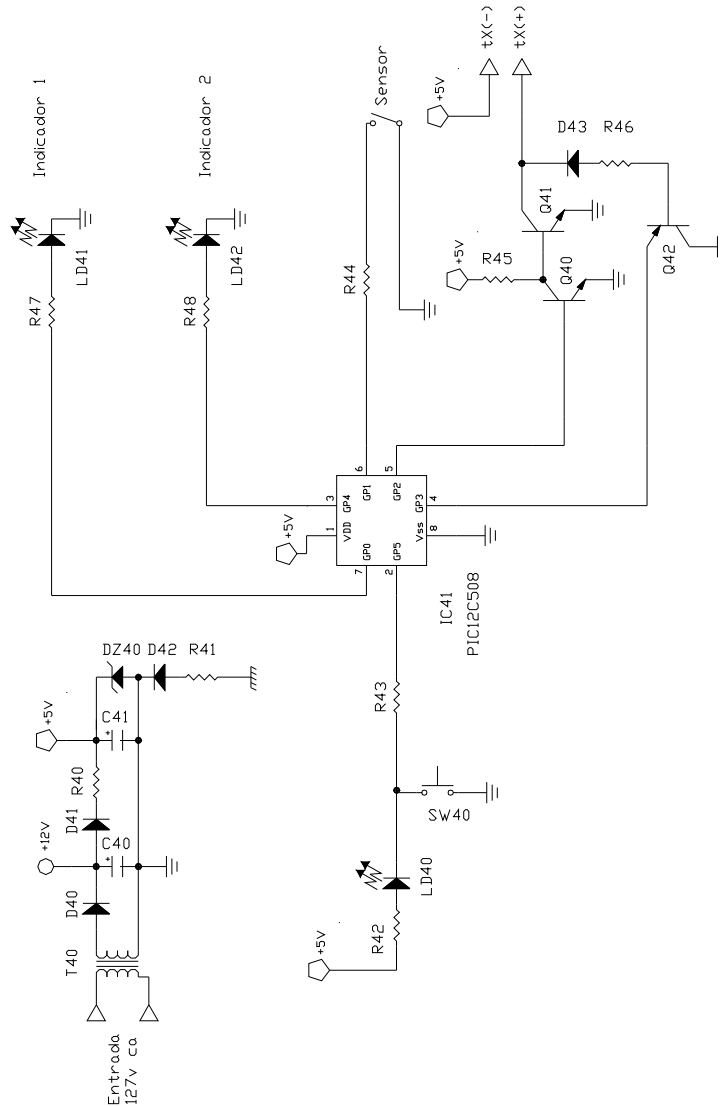 Entrada
127v ca
T40
D40
+12V
C40
+
D41
R40
+5V
C41
+
DZ40
D42
R41
+5V
R42
LD40
SW40
R43
IC41
PIC12C508
7
GP0
1
VDD
3
GP4
2
GP5
8
Vss
4
GP3
6
GP1
5
GP2
+5V
R47
LD41
Indicador 1
R48
LD42
Indicador 2
R44
Sensor
+5V
R45
Q40
Q41
Q42
D43
R46
+5V
tX(-)
tX(+)